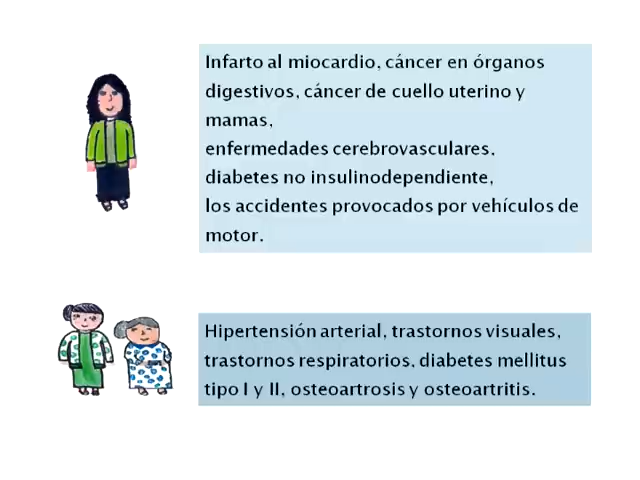 Infarto al miocardio, cáncer en órganos
digestivos, cáncer de cuello uterino y
mamas,
enfermedades cerebrovasculares,
diabetes no insulinodependiente,
los accidentes provocados por vehículos de
motor.
Hipertensión arterial, trastornos visuales,
trastornos respiratorios, diabetes mellitus
tipo I y II, osteoartrosis y osteoartritis.